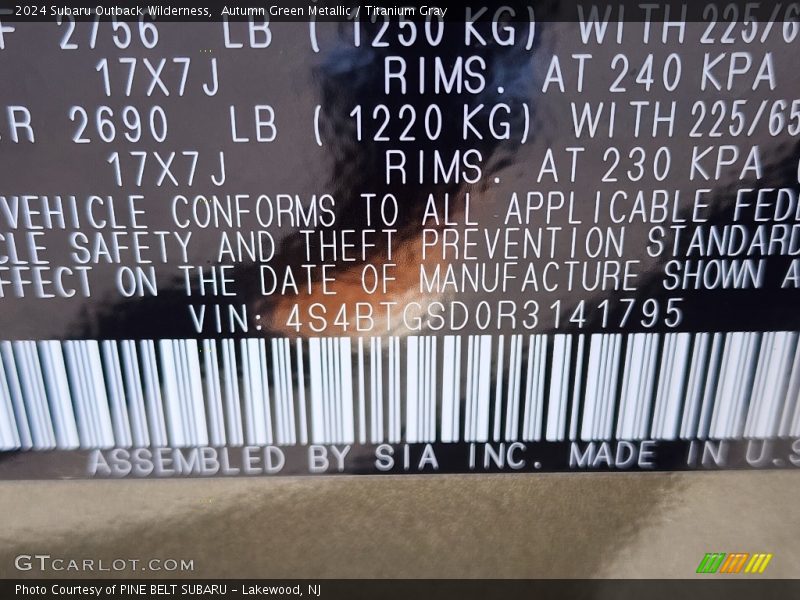 2024 Subaru Outback Wilderness, Autumn Green Metallic / Titanium Gray
2756 LB ( 1250 KG) WITH 225/6
17X7J RIMS. AT 240 KPA
R 2690 LB ( 1220 KG) WITH 225/65
17X7J RIMS. AT 230 KPA (
VEHICLE CONFORMS TO ALL APPLICABLE FEDE
CLE SAFETY AND THEFT PREVENTION STANDARD
FFECT ON THE DATE OF MANUFACTURE SHOWN A
VIN: 4S4BTGSD0R3141795
ASSEMBLED BY SIA INC. MADE IN U.S
GTCARLOT.COM
Photo Courtesy of PINE BELT SUBARU - Lakewood, NJ